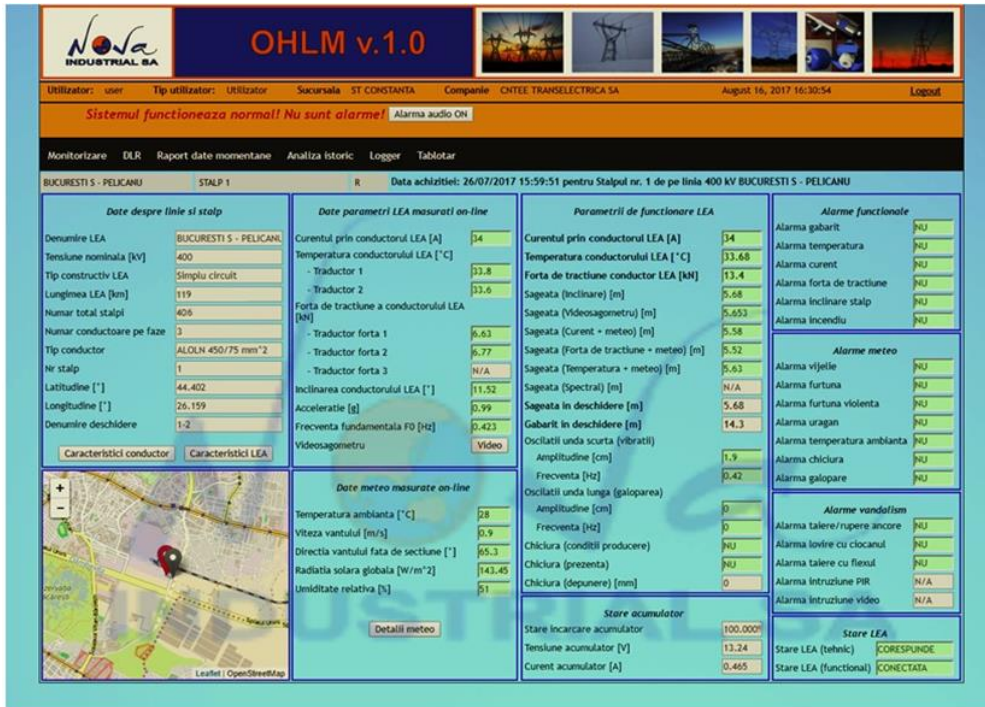 Nova
INDUSTRIAL SA
OHLM v.1.0
Utilizator: user Tip utilizator: Utilizator Sucursala ST CONSTANTA Companie CNTEE TRANSELECTRICA SA August 16, 2017 16:30:54 Logout
Sistemul functioneaza normal! Nu sunt alarme! Alarma audio ON
Monitorizare DLR Raport date momentane Analiza istoric Logger Tablotar
BUCURESTI S - PELICANU STALP 1 R Data achizitiei: 26/07/2017 15:59:51 pentru Stalpul nr. 1 de pe linia 400 kV BUCURESTI S - PELICANU
Date despre linie si stalp
Denumire LEA BUCURESTI S - PELICANU
Tensiune nominala [kV] 400
Tip constructiv LEA Simplu circuit
Lungimea LEA [km] 119
Numar total stalpi 406
Numar conductoare pe faze 3
Tip conductor ALOLN 450/75 mm^2
Nr stalp 1
Latitudine [°] 44.402
Longitudine [°] 26.159
Denumire deschidere 1-2
Caracteristici conductor Caracteristici LEA
+
-
Leaflet | OpenStreetMap
Date parametri LEA masurati on-line
Curentul prin conductorul LEA [A] 34
Temperatura conductorului LEA [°C]
- Traductor 1 33.8
- Traductor 2 33.6
Forta de tractiune a conductorului LEA
[kN]
- Traductor forta 1 6.63
- Traductor forta 2 6.77
- Traductor forta 3 N/A
Inclinarea conductorului LEA [°] 11.52
Acceleratie [g] 0.99
Frecventa fundamentala F0 [Hz] 0.423
Videosagometru Video
Date meteo masurate on-line
Temperatura ambianta [°C] 28
Viteza vantului [m/s] 0.9
Directia vantului fata de sectiune [°] 65.3
Radiatia solara globala [W/m^2] 143.45
Umiditate relativa [%] 51
Detalii meteo
Parametrii de functionare LEA
Curentul prin conductorul LEA [A] 34
Temperatura conductorului LEA [°C] 33.68
Forta de tractiune conductor LEA [kN] 13.4
Sageata (Inclinare) [m] 5.68
Sageata (Videosagometru) [m] 5.653
Sageata (Curent + meteo) [m] 5.58
Sageata (Forta de tractiune + meteo) [m] 5.52
Sageata (Temperatura + meteo) [m] 5.63
Sageata (Spectral) [m] N/A
Sageata in deschidere [m] 5.68
Gabarit in deschidere [m] 14.3
Oscilatii unda scurta (vibratii)
Amplitudine [cm] 1.9
Frecventa [Hz] 0.42
Oscilatii unda lunga (galoparea)
Amplitudine [cm] 0
Frecventa [Hz] 0
Chiciura (conditii producere) NU
Chiciura (prezenta) NU
Chiciura (depunere) [mm] 0
Stare acumulator
Stare incarcare acumulator 100.000%
Tensiune acumulator [V] 13.24
Curent acumulator [A] 0.465
Alarme functionale
Alarma gabarit NU
Alarma temperatura NU
Alarma curent NU
Alarma forta de tractiune NU
Alarma inclinare stalp NU
Alarma incendiu NU
Alarme meteo
Alarma vijelie NU
Alarma furtuna NU
Alarma furtuna violenta NU
Alarma uragan NU
Alarma temperatura ambianta NU
Alarma chiciura NU
Alarma galopare NU
Alarme vandalism
Alarma taiere/rupere ancore NU
Alarma lovire cu ciocanul NU
Alarma taiere cu flexul NU
Alarma intruziune PIR N/A
Alarma intruziune video N/A
Stare LEA
Stare LEA (tehnic) CORESPUNDE
Stare LEA (functional) CONECTATA
Nova
INDUSTRIAL SA